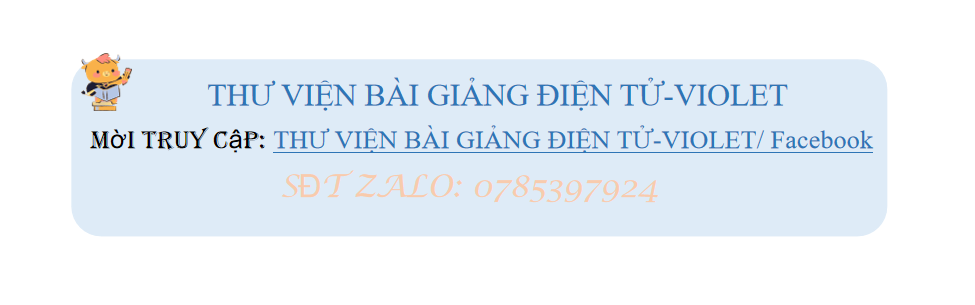 THƯ VIỆN BÀI GIẢNG ĐIỆN TỬ-VIOLET
MờI TRUY CậP: THƯ VIỆN BÀI GIẢNG ĐIỆN TỬ-VIOLET/ Facebook
SĐT ZALO: 0785397924